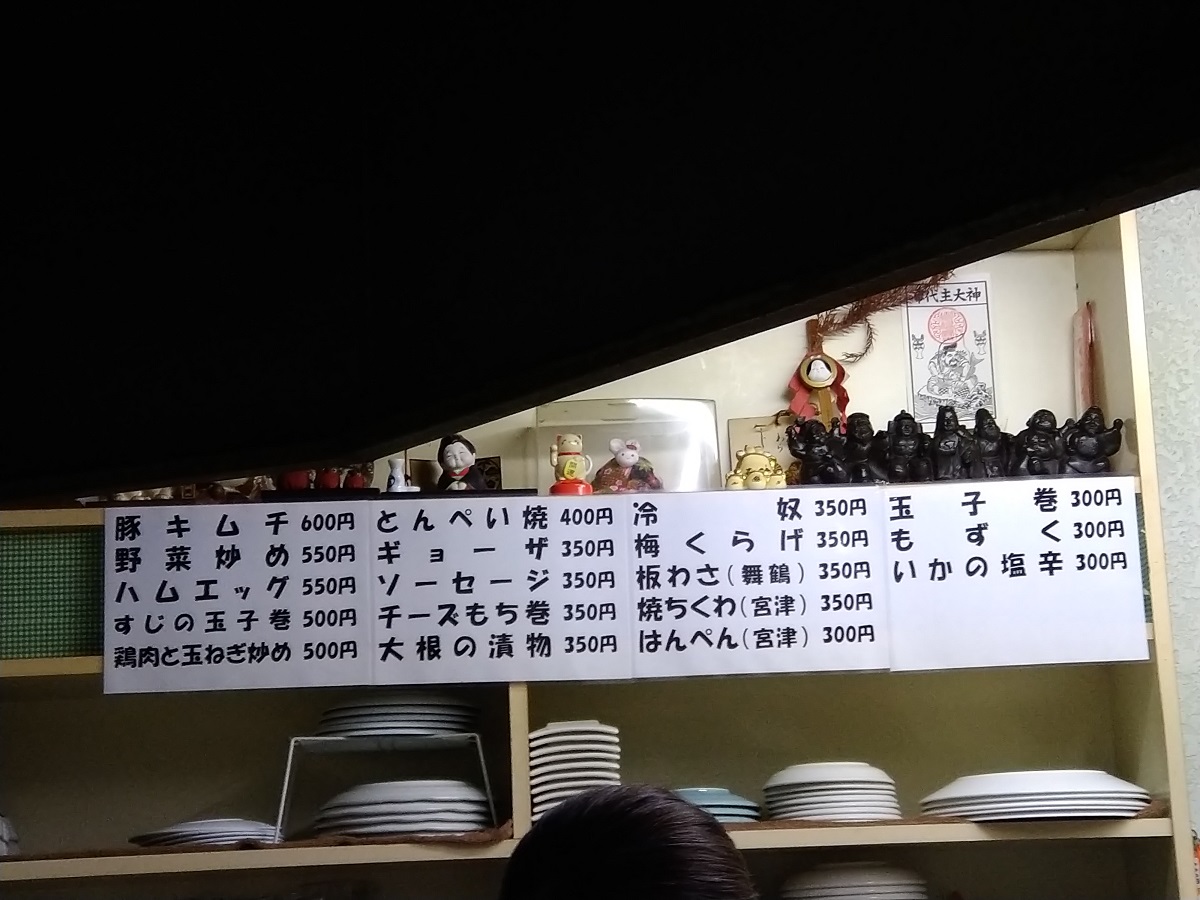 代主大神
豚キムチ 600円
野菜炒め 550円
ハムエッグ 550円
すじの玉子巻 500円
鶏肉と玉ねぎ炒め 500円
とんぺい焼 400円
ギョーザ 350円
ソーセージ 350円
チーズもち巻 350円
大根の漬物 350円
冷奴 350円
梅くらげ 350円
板わさ(舞鶴) 350円
焼ちくわ(宮津) 350円
はんぺん(宮津) 300円
玉子巻 300円
もずく 300円
いかの塩辛 300円